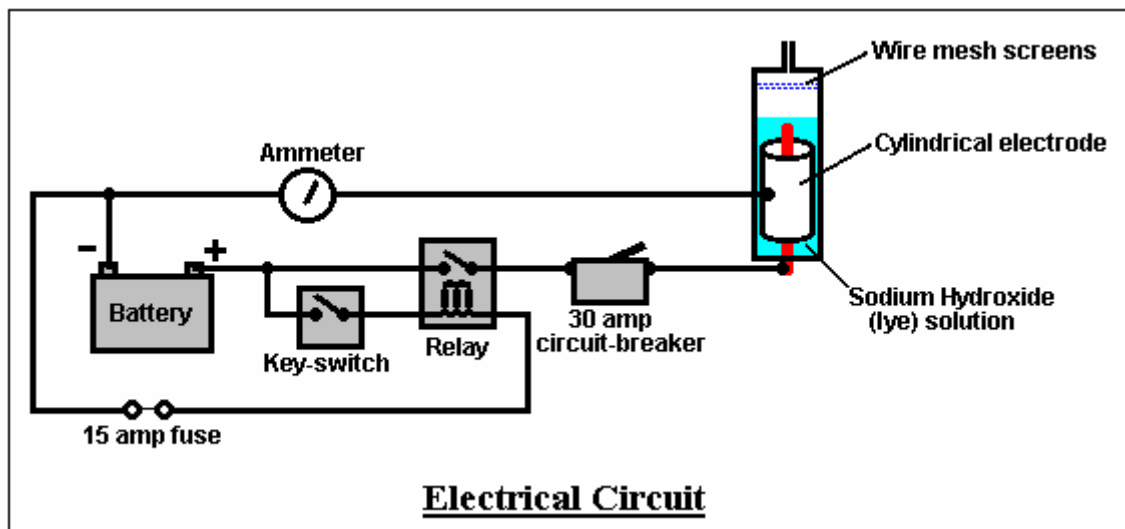 Wire mesh screens
Cylindrical electrode
Ammeter
− +
Battery
Key-switch
Relay
30 amp
circuit-breaker
Sodium Hydroxide
(lye) solution
15 amp fuse
Electrical Circuit